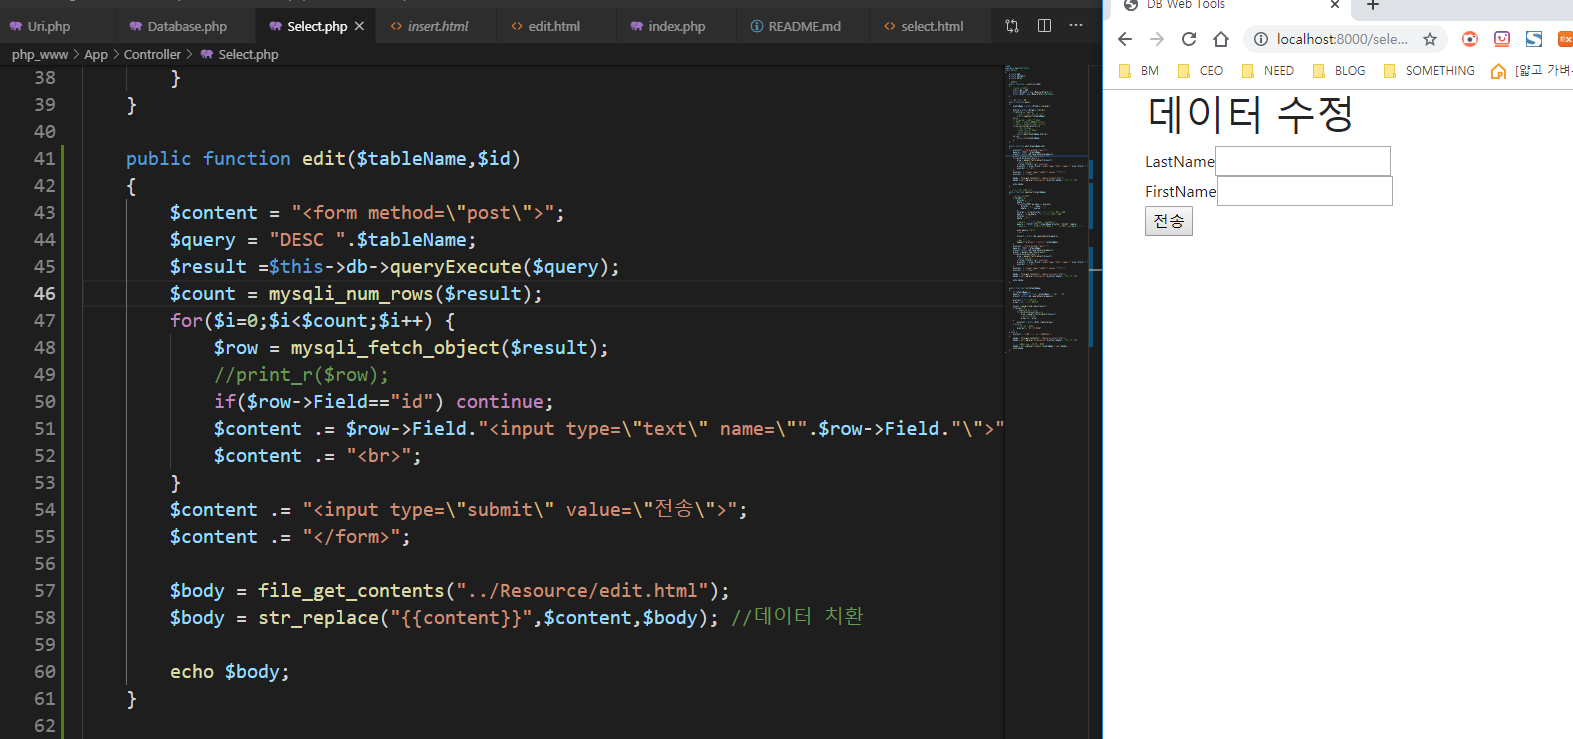 Uri.php
Database.php
Select.php
insert.html
edit.html
index.php
README.md
select.html
php_www > App > Controller > Select.php
38 }
39 }
40
41 public function edit($tableName,$id)
42 {
43 $content = "<form method=\"post\">";
44 $query = "DESC ".$tableName;
45 $result =$this->db->queryExecute($query);
46 $count = mysqli_num_rows($result);
47 for($i=0;$i<$count;$i++) {
48 $row = mysqli_fetch_object($result);
49 //print_r($row);
50 if($row->Field=="id") continue;
51 $content .= $row->Field."<input type=\"text\" name=\"".$row->Field."\">"
52 $content .= "<br>";
53 }
54 $content .= "<input type=\"submit\" value=\"전송\">";
55 $content .= "</form>";
56
57 $body = file_get_contents("../Resource/edit.html");
58 $body = str_replace("{{content}}",$content,$body); //데이터 치환
59
60 echo $body;
61 }
62
DB Web Tools
localhost:8000/sele...
BM
CEO
NEED
BLOG
SOMETHING
[얇고 가벼
데이터 수정
LastName
FirstName
전송